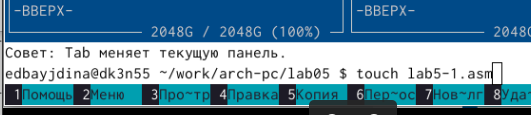 -ВВЕРХ- -ВВЕРХ-
2048G / 2048G (100%) 2048G
Совет: Tab меняет текущую панель.
edbayjdina@dk3n55 ~/work/arch-pc/lab05 $ touch lab5-1.asm
1Помощь 2Меню 3Про~тр 4Правка 5Копия 6Пер~ос 7Нов~лг 8Уда